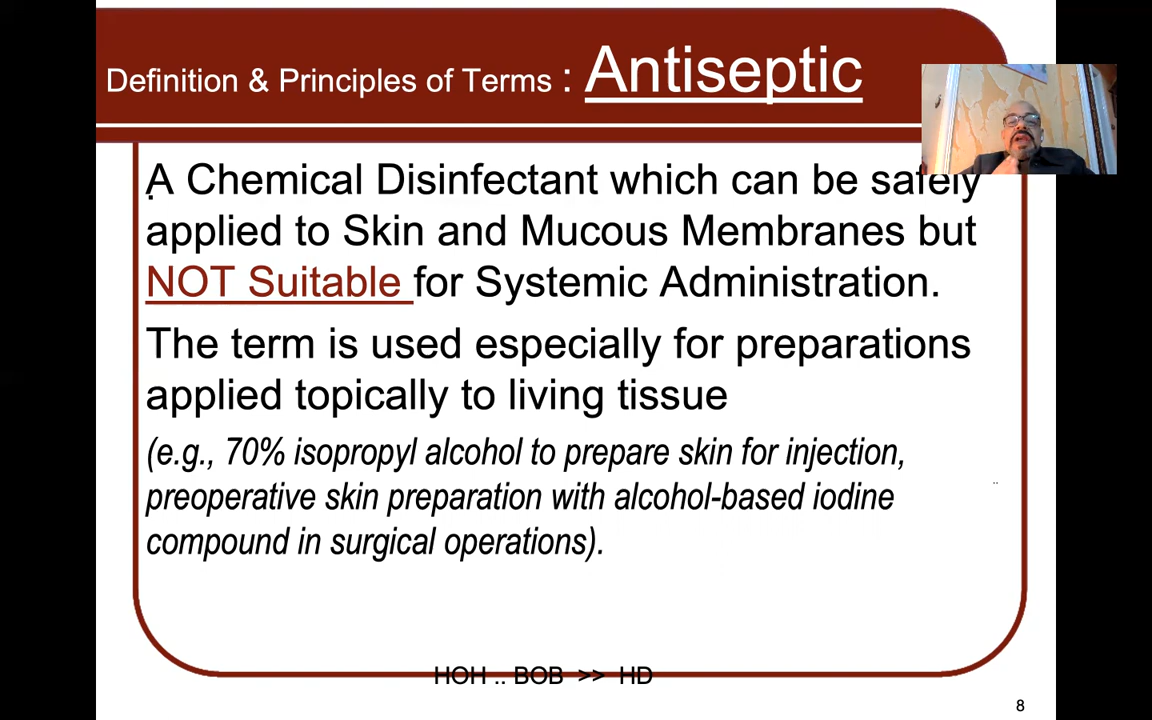 Definition & Principles of Terms : Antiseptic
A Chemical Disinfectant which can be safely
applied to Skin and Mucous Membranes but
NOT Suitable for Systemic Administration.
The term is used especially for preparations
applied topically to living tissue
(e.g., 70% isopropyl alcohol to prepare skin for injection,
preoperative skin preparation with alcohol-based iodine
compound in surgical operations).
HOH .. BOB >> HD
8